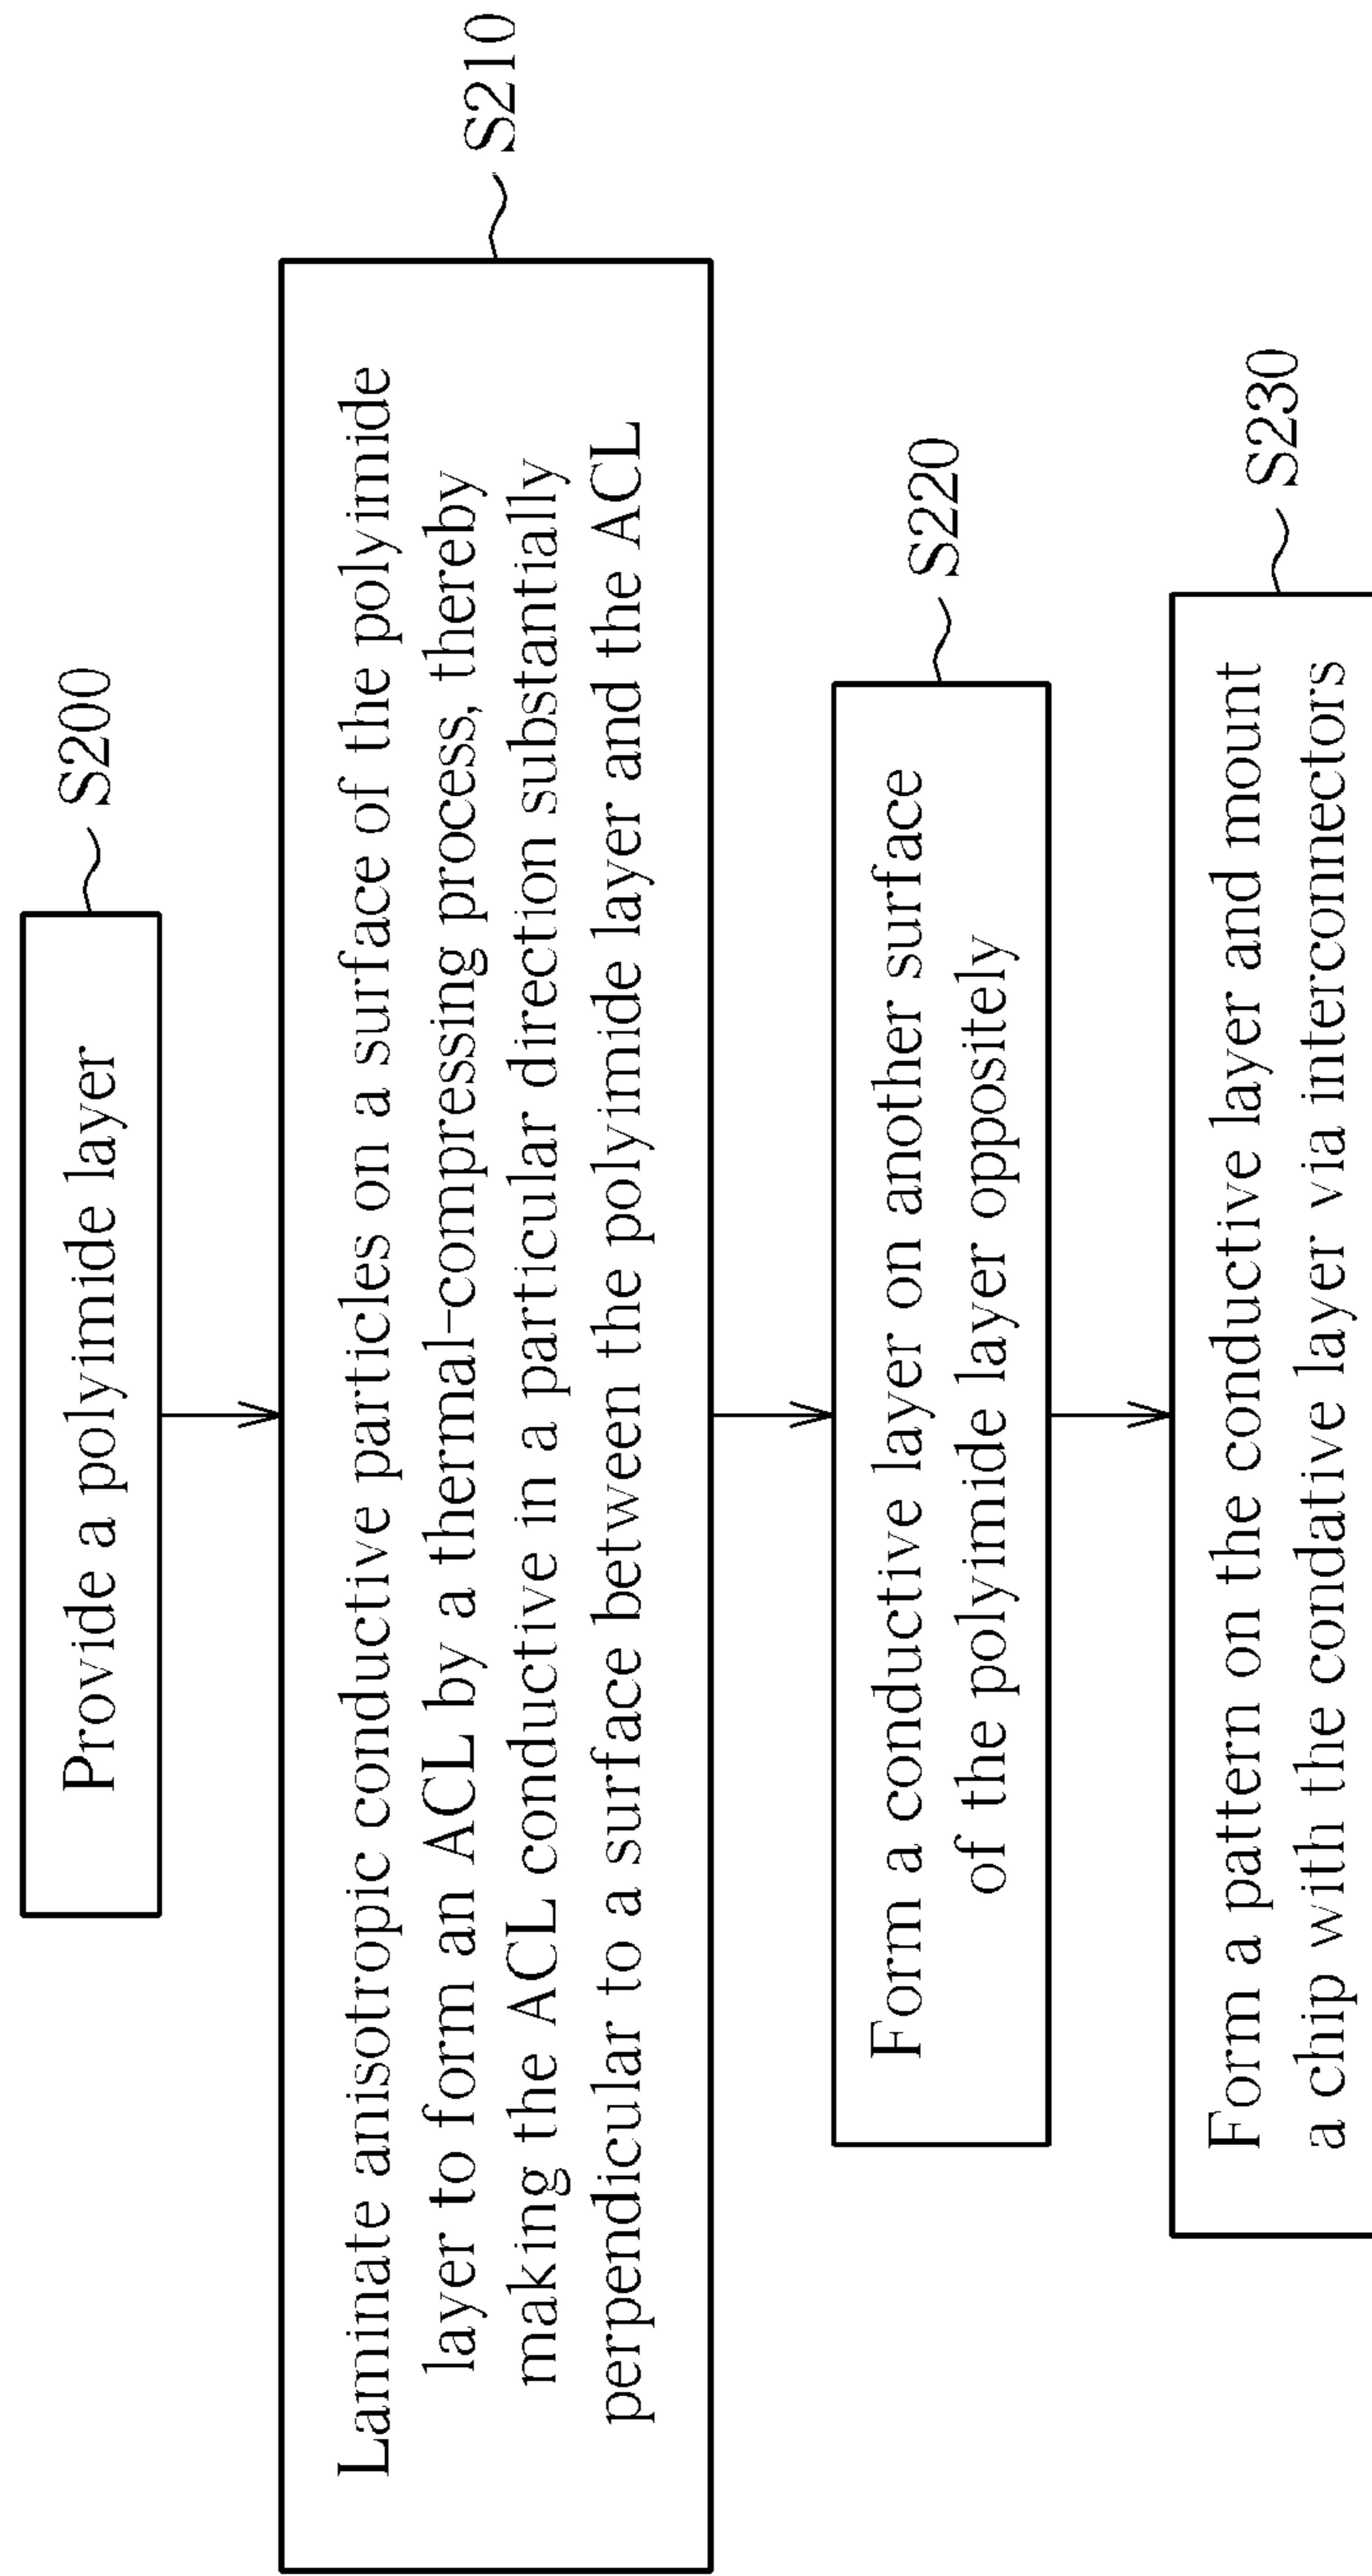 Provide a polyimide layer
S200
Laminate anisotropic conductive particles on a surface of the polyimide
layer to form an ACL by a thermal-compressing process, thereby
making the ACL conductive in a particular direction substantially
perpendicular to a surface between the polyimide layer and the ACL
S210
Form a conductive layer on another surface
of the polyimide layer oppositely
S220
Form a pattern on the conductive layer and mount
a chip with the condative layer via interconnectors
S230